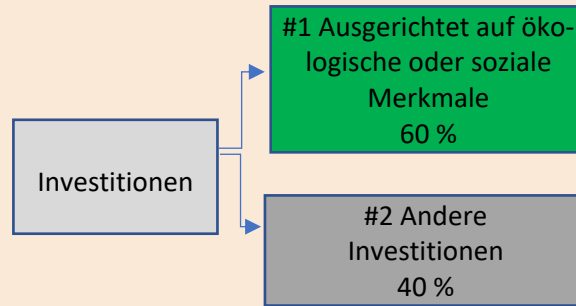 #1 Ausgerichtet auf öko-
logische oder soziale
Merkmale
60 %
Investitionen
#2 Andere
Investitionen
40 %